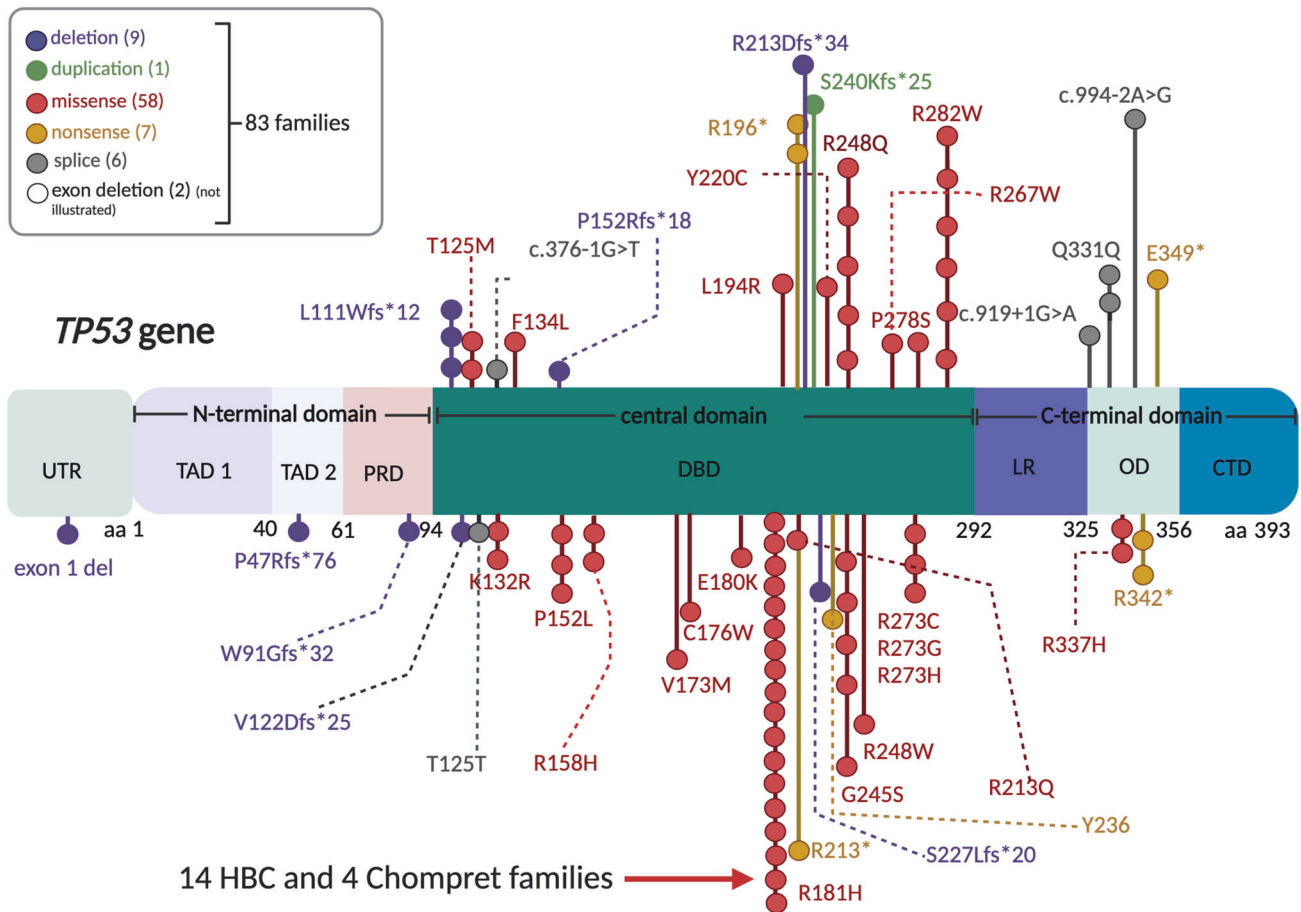 deletion (9)
duplication (1)
missense (58)
nonsense (7)
splice (6)
exon deletion (2) (not
illustrated)
83 families
R213Dfs*34
S240Kfs*25
c.994-2A>G
R196*
R282W
R248Q
Y220C
R267W
P152Rfs*18
T125M
c.376-1G>T
Q331Q
E349*
L194R
L111Wfs*12
F134L
P278S
c.919+1G>A
TP53 gene
N-terminal domain
central domain
C-terminal domain
UTR
TAD 1
TAD 2
PRD
DBD
LR
OD
CTD
aa 1
40
61
94
292
325
356
aa 393
exon 1 del
P47Rfs*76
K132R
E180K
R342*
P152L
C176W
R273C
R273G
R273H
R337H
W91Gfs*32
V173M
V122Dfs*25
R248W
T125T
R158H
G245S
R213Q
Y236
R213*
S227Lfs*20
14 HBC and 4 Chompret families
R181H